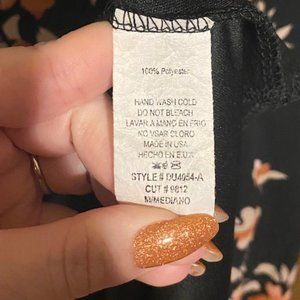 100% Polyester
HAND WASH COLD
DO NOT BLEACH
LAVAR A MANO EN FRIO
NO USAR CLORO
MADE IN USA
HECHO EN E.U.A
STYLE # DU4054-A
CUT # 9812
M/MEDIANO